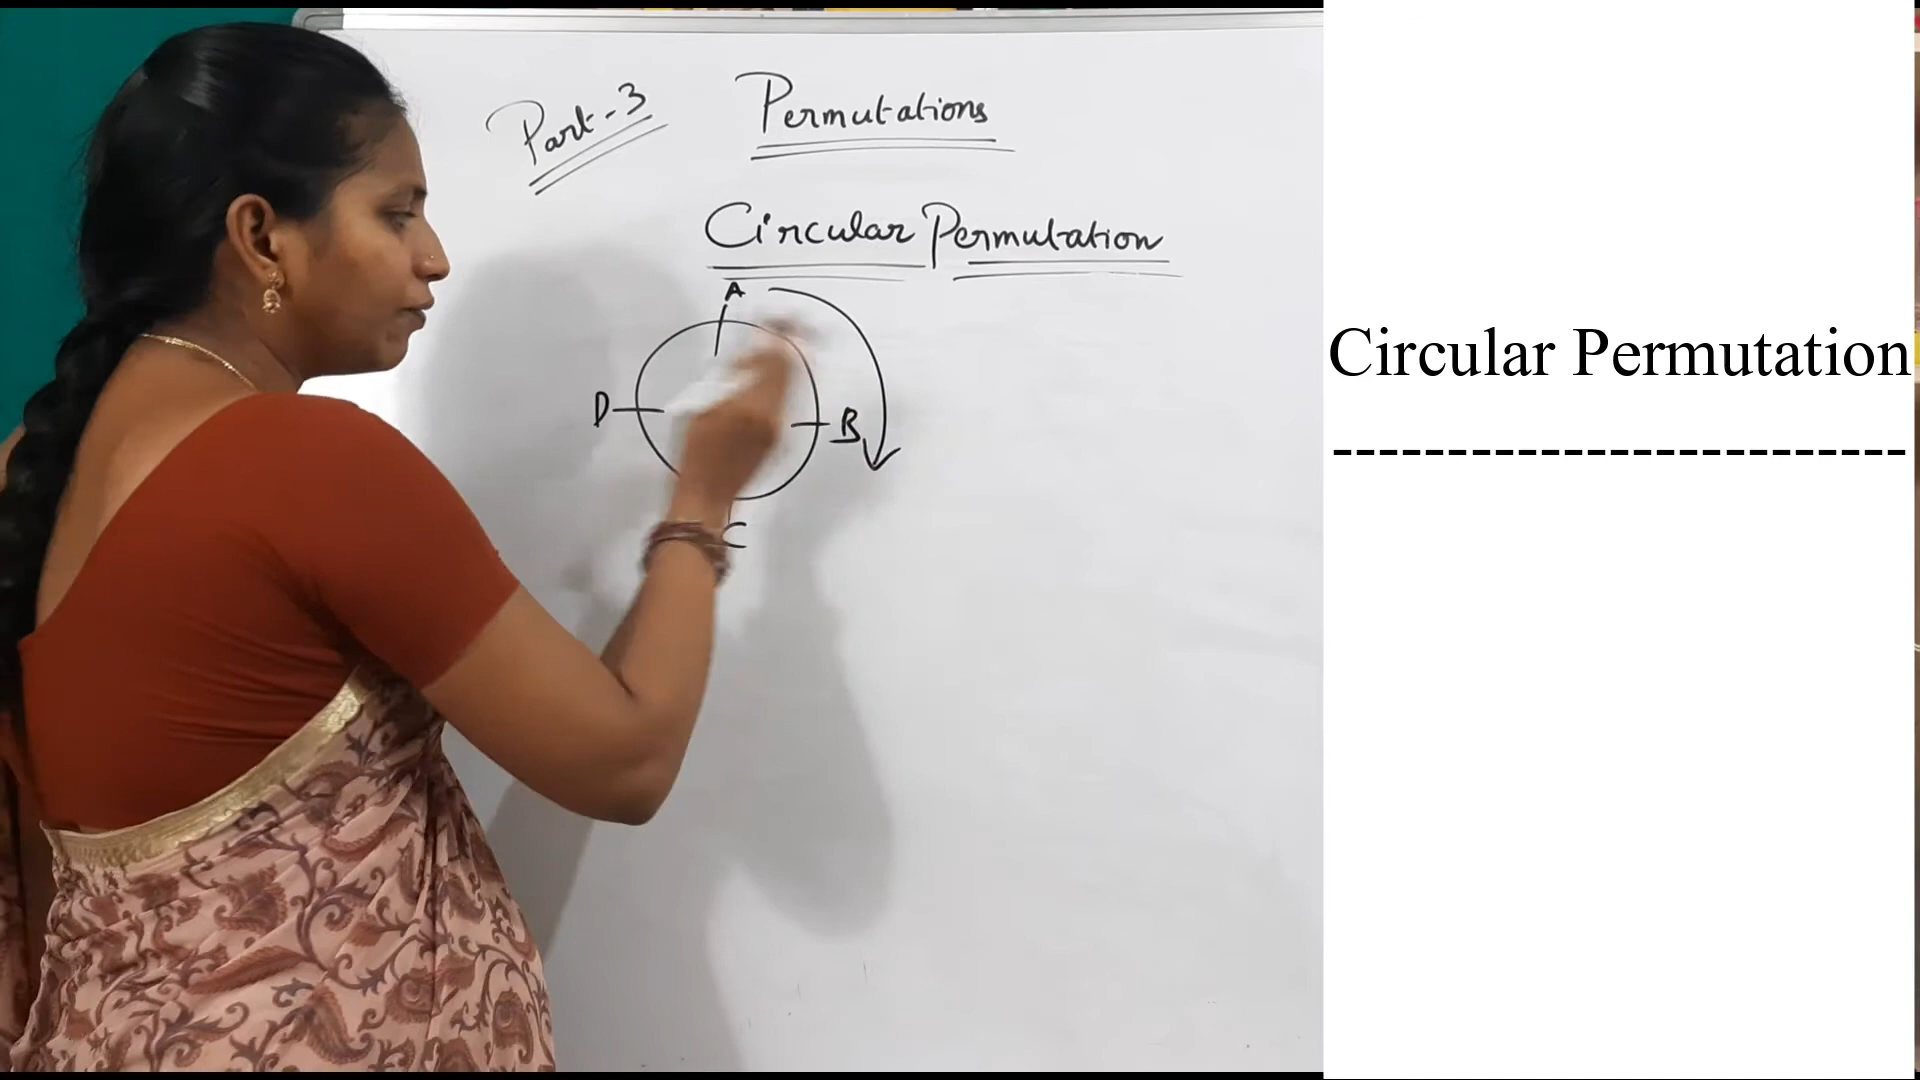 Part-3
Permutations
Circular Permutation
A
D
B
C
Circular Permutation
-------------------------